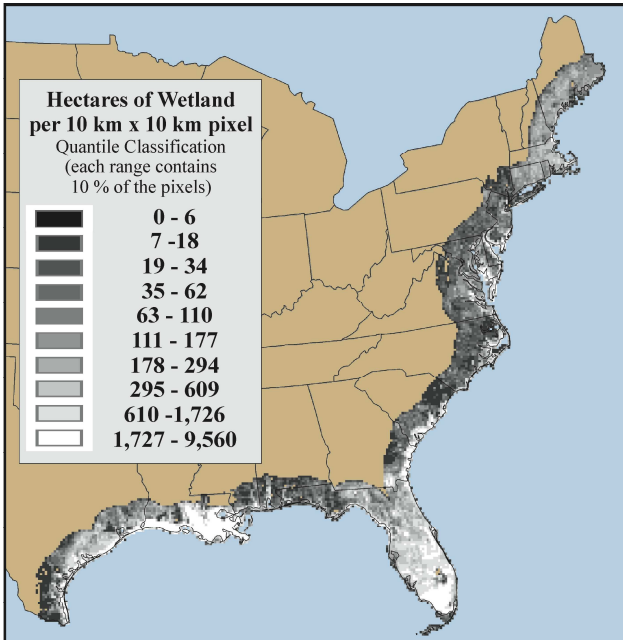 Hectares of Wetland
per 10 km x 10 km pixel
Quantile Classification
(each range contains
10 % of the pixels)
0 - 6
7 -18
19 - 34
35 - 62
63 - 110
111 - 177
178 - 294
295 - 609
610 -1,726
1,727 - 9,560